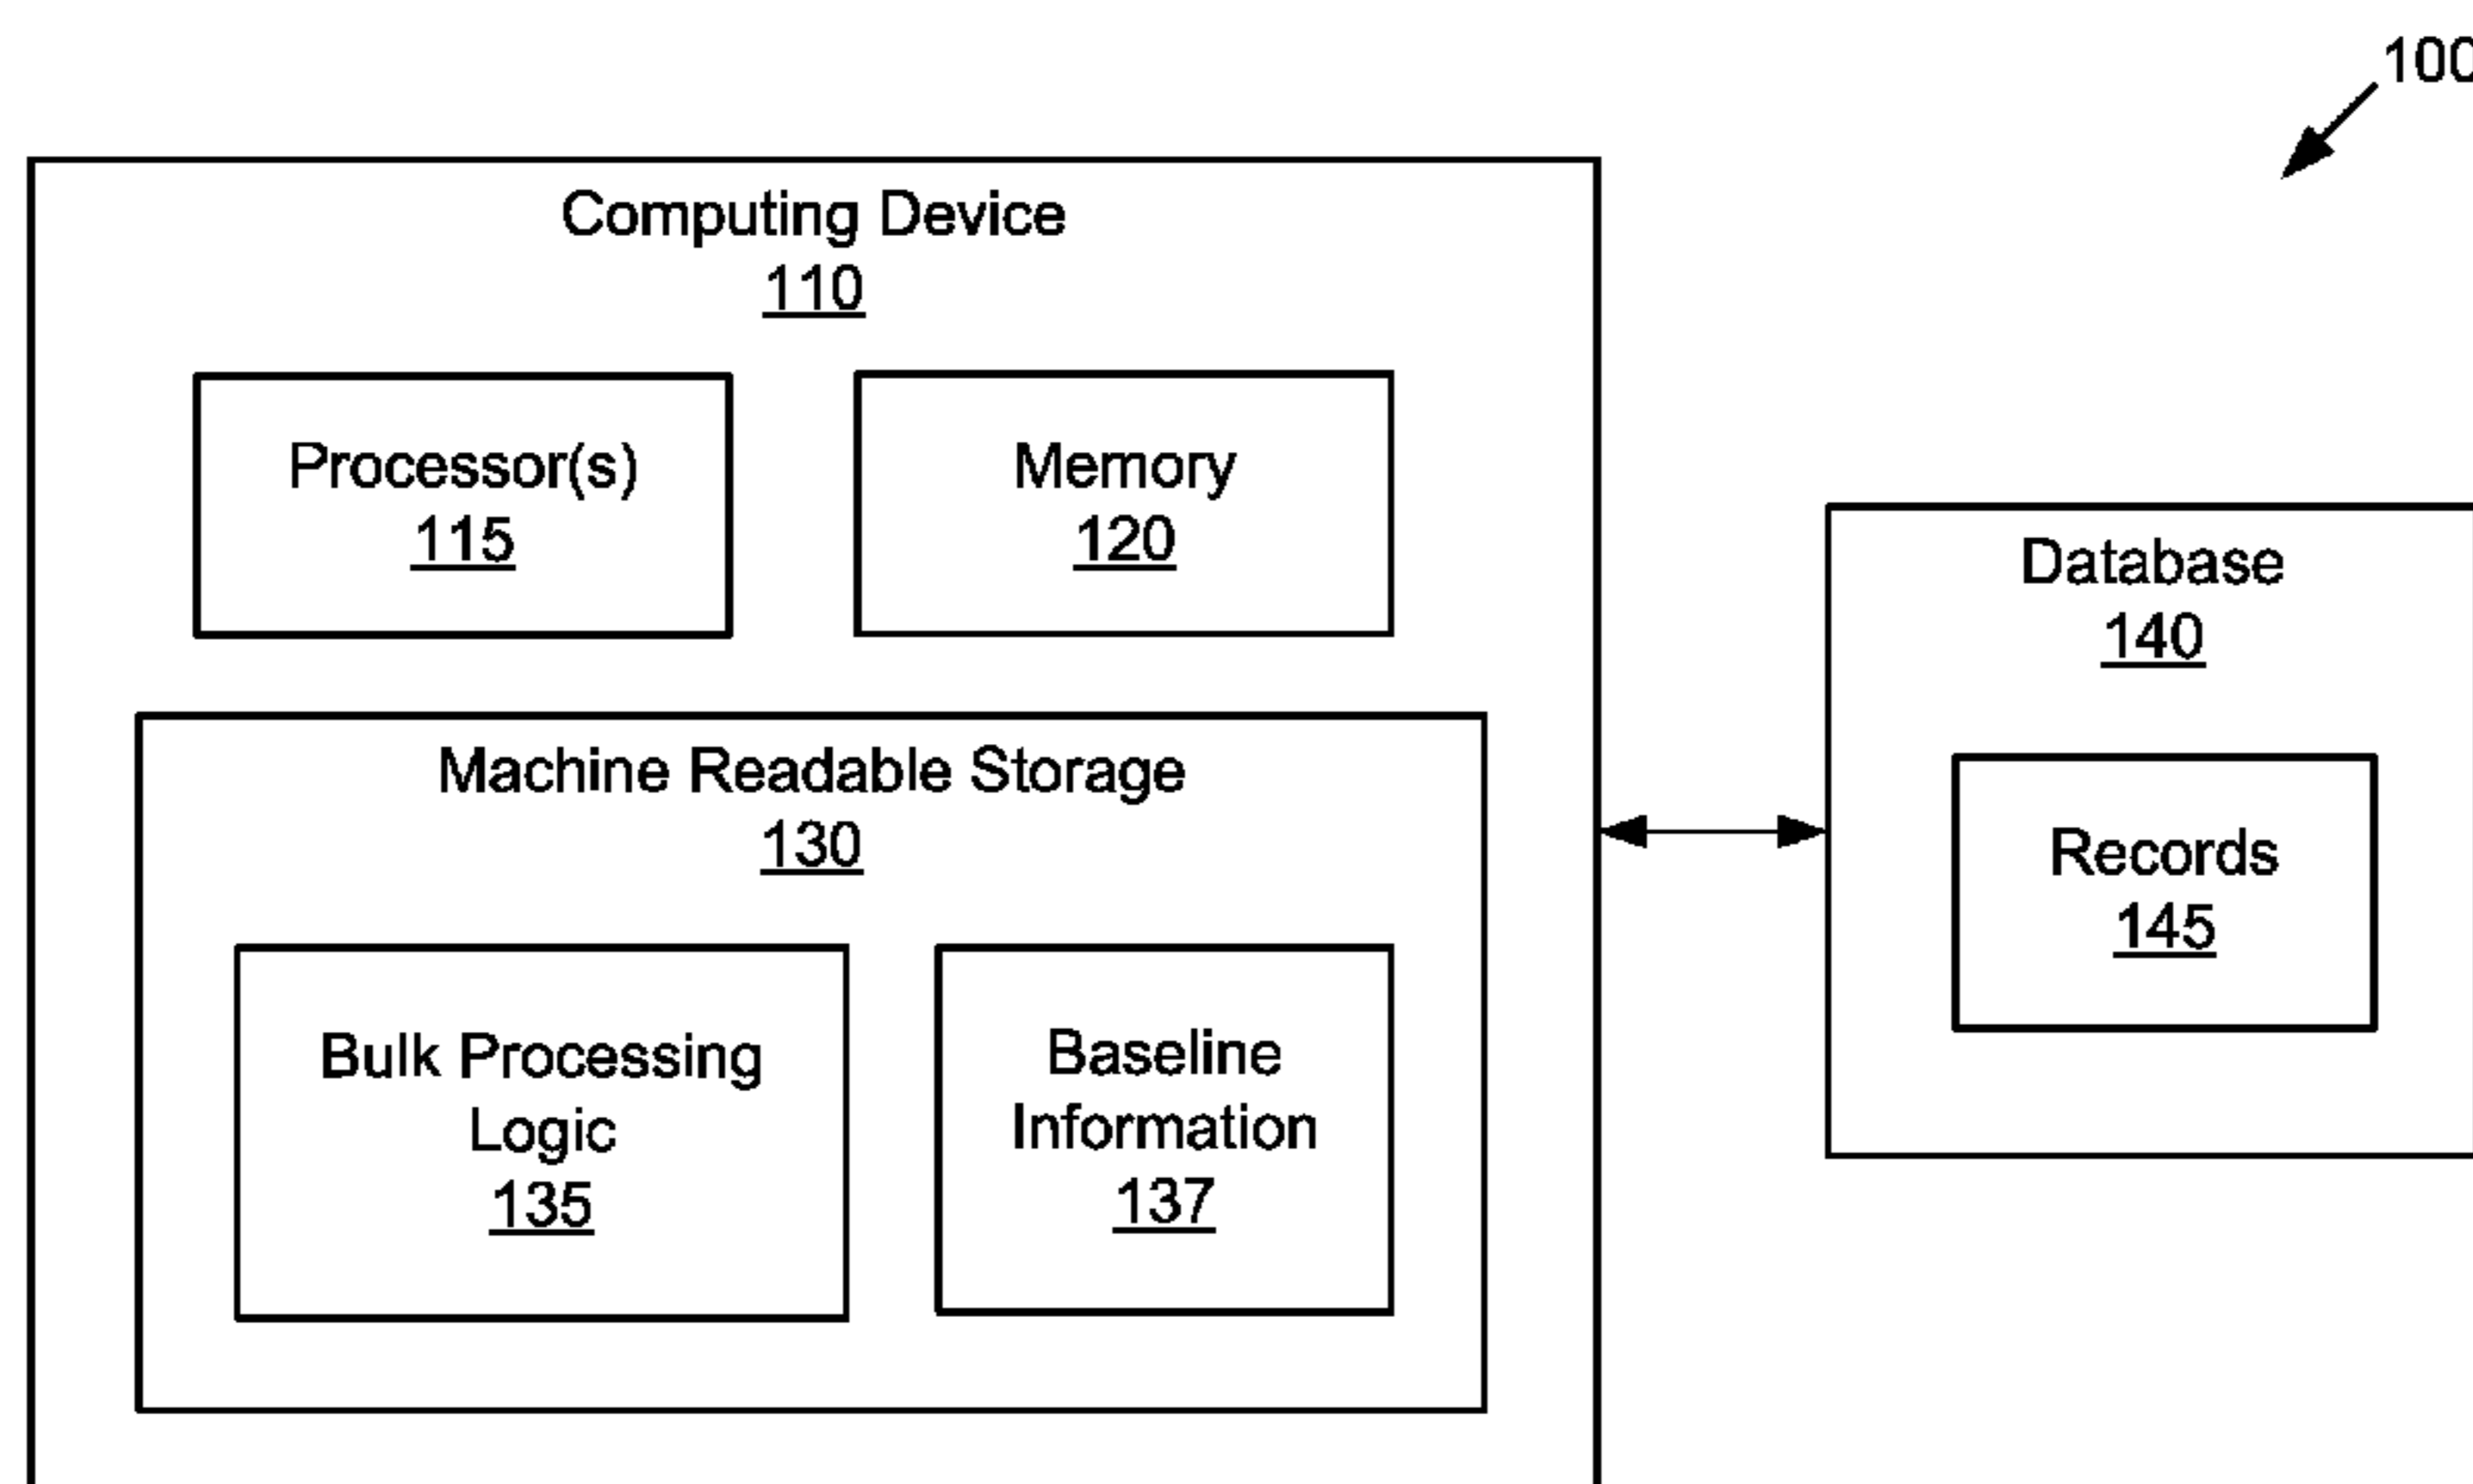 100
Computing Device
110
Processor(s)
115
Memory
120
Machine Readable Storage
130
Bulk Processing
Logic
135
Baseline
Information
137
Database
140
Records
145